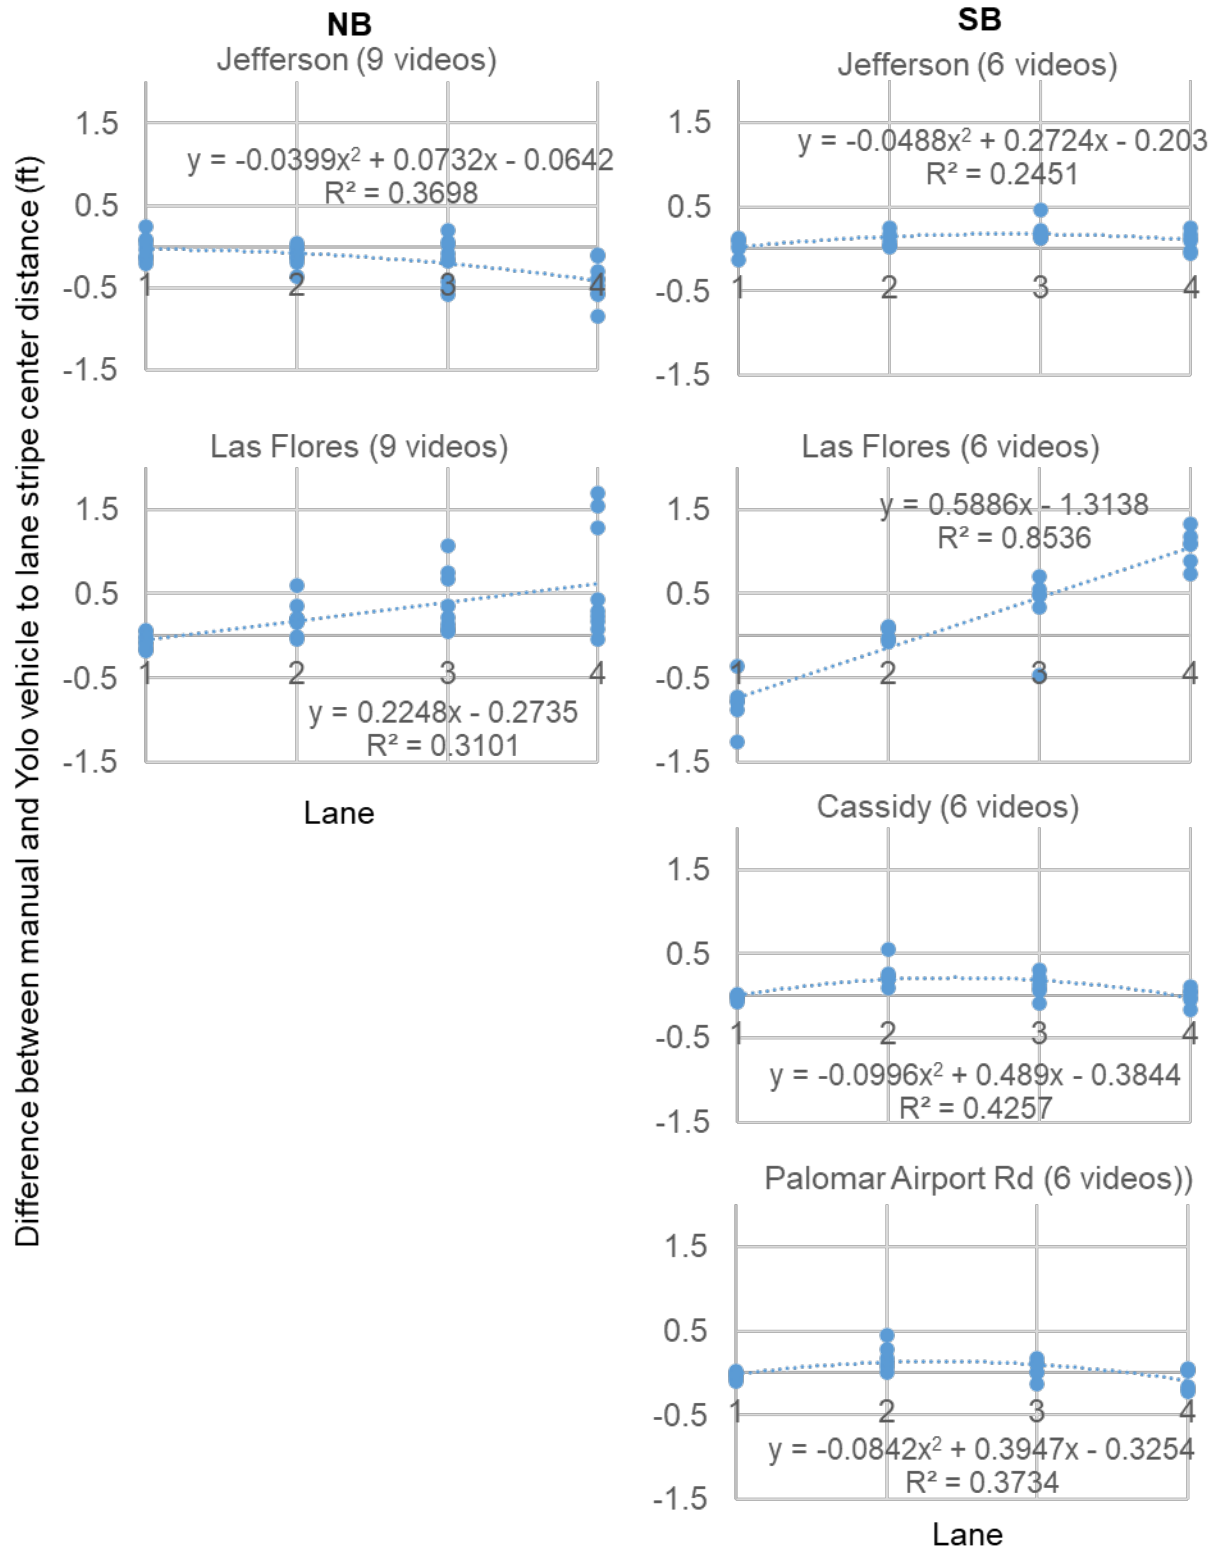 Difference between manual and Yolo vehicle to lane stripe center distance (ft)
NB
Jefferson (9 videos)
1.5
0.5
-0.5
-1.5
y = -0.0399x² + 0.0732x - 0.0642
R² = 0.3698
1 2 3 4
Las Flores (9 videos)
1.5
0.5
-0.5
-1.5
1 2 3 4
y = 0.2248x - 0.2735
R² = 0.3101
Lane
SB
Jefferson (6 videos)
1.5
0.5
-0.5
-1.5
y = -0.0488x² + 0.2724x - 0.203
R² = 0.2451
1 2 3 4
Las Flores (6 videos)
1.5
0.5
-0.5
-1.5
y = 0.5886x - 1.3138
R² = 0.8536
1 2 3 4
Cassidy (6 videos)
1.5
0.5
-0.5
-1.5
1 2 3 4
y = -0.0996x² + 0.489x - 0.3844
R² = 0.4257
Palomar Airport Rd (6 videos))
1.5
0.5
-0.5
-1.5
1 2 3 4
y = -0.0842x² + 0.3947x - 0.3254
R² = 0.3734
Lane